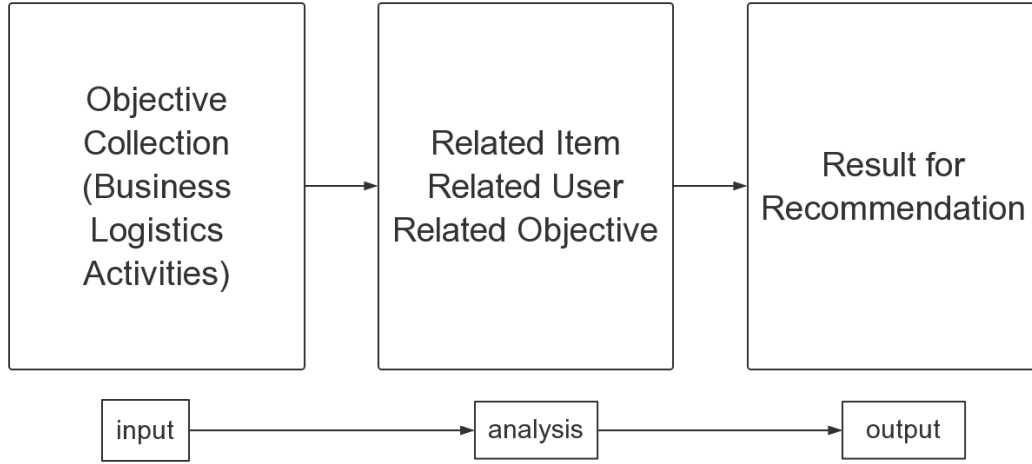 Objective
Collection
(Business
Logistics
Activities)
Related Item
Related User
Related Objective
Result for
Recommendation
input
analysis
output